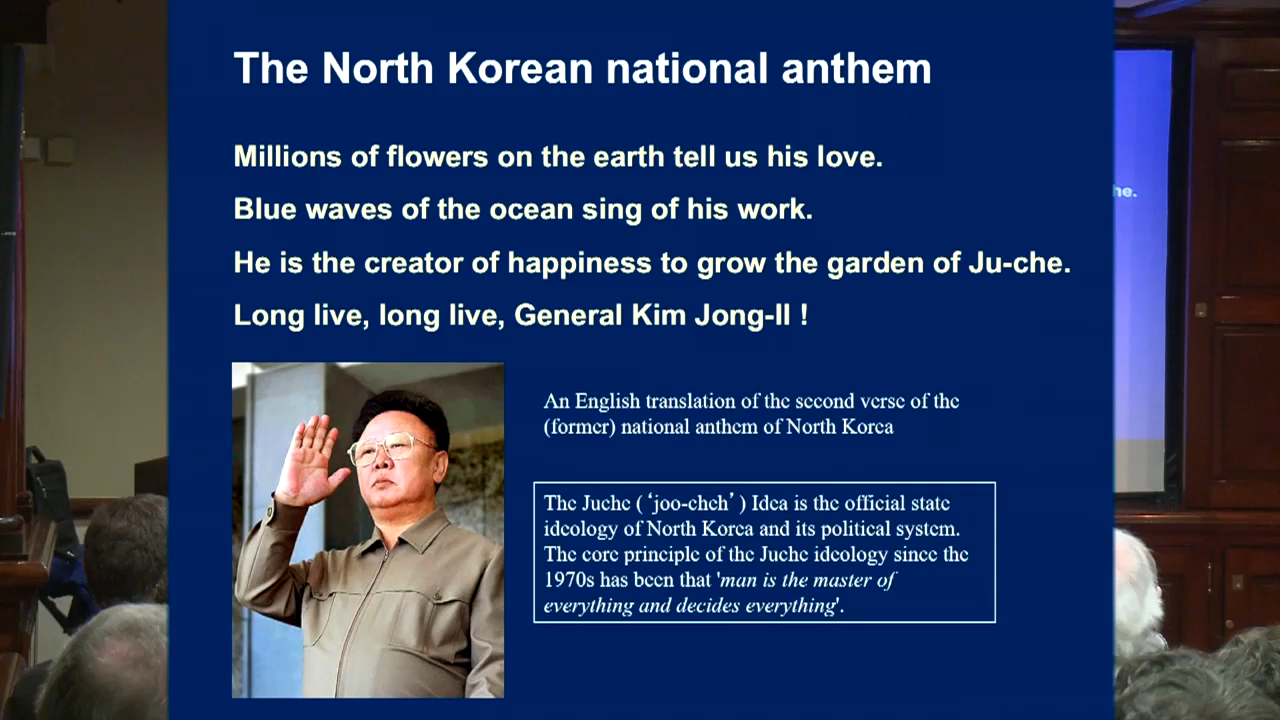 The North Korean national anthem
Millions of flowers on the earth tell us his love.
Blue waves of the ocean sing of his work.
He is the creator of happiness to grow the garden of Ju-che.
Long live, long live, General Kim Jong-Il !
An English translation of the second verse of the
(former) national anthem of North Korea
The Juche ( ‘joo-cheh’ ) Idea is the official state
ideology of North Korea and its political system.
The core principle of the Juche ideology since the
1970s has been that 'man is the master of
everything and decides everything'.
he.